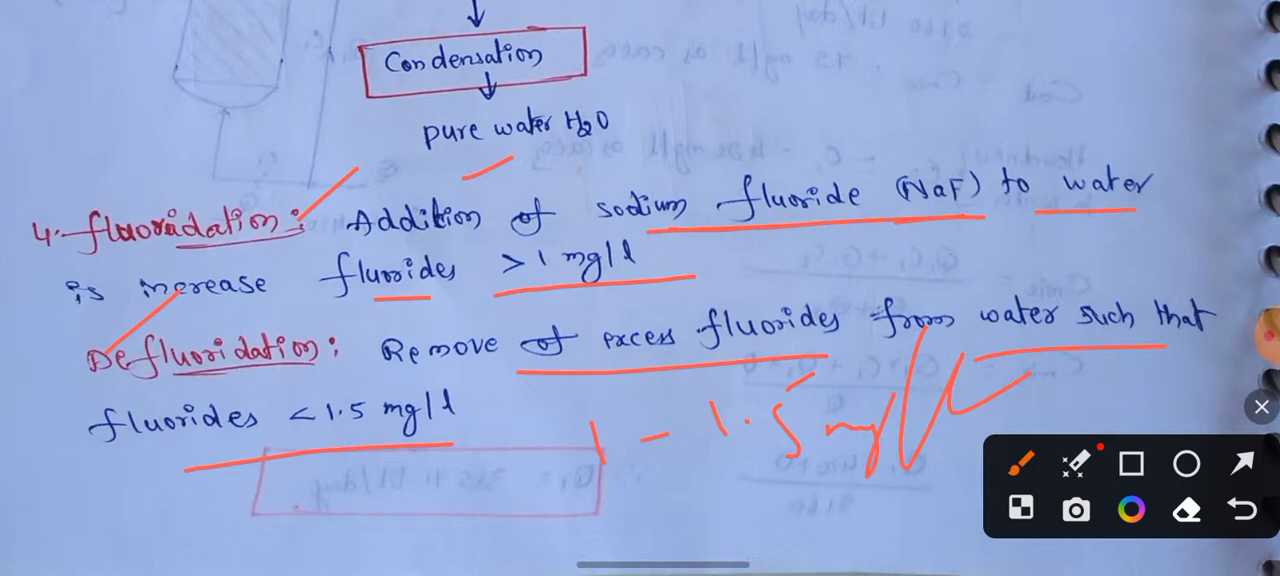 Condensation
pure water H2O
4. fluoridation: Addition of sodium fluoride (NaF) to water
is increase fluorides > 1 mg/l
Defluoridation: Remove of excess fluorides from water such that
fluorides < 1.5 mg/l
1 - 1.5 mg/l